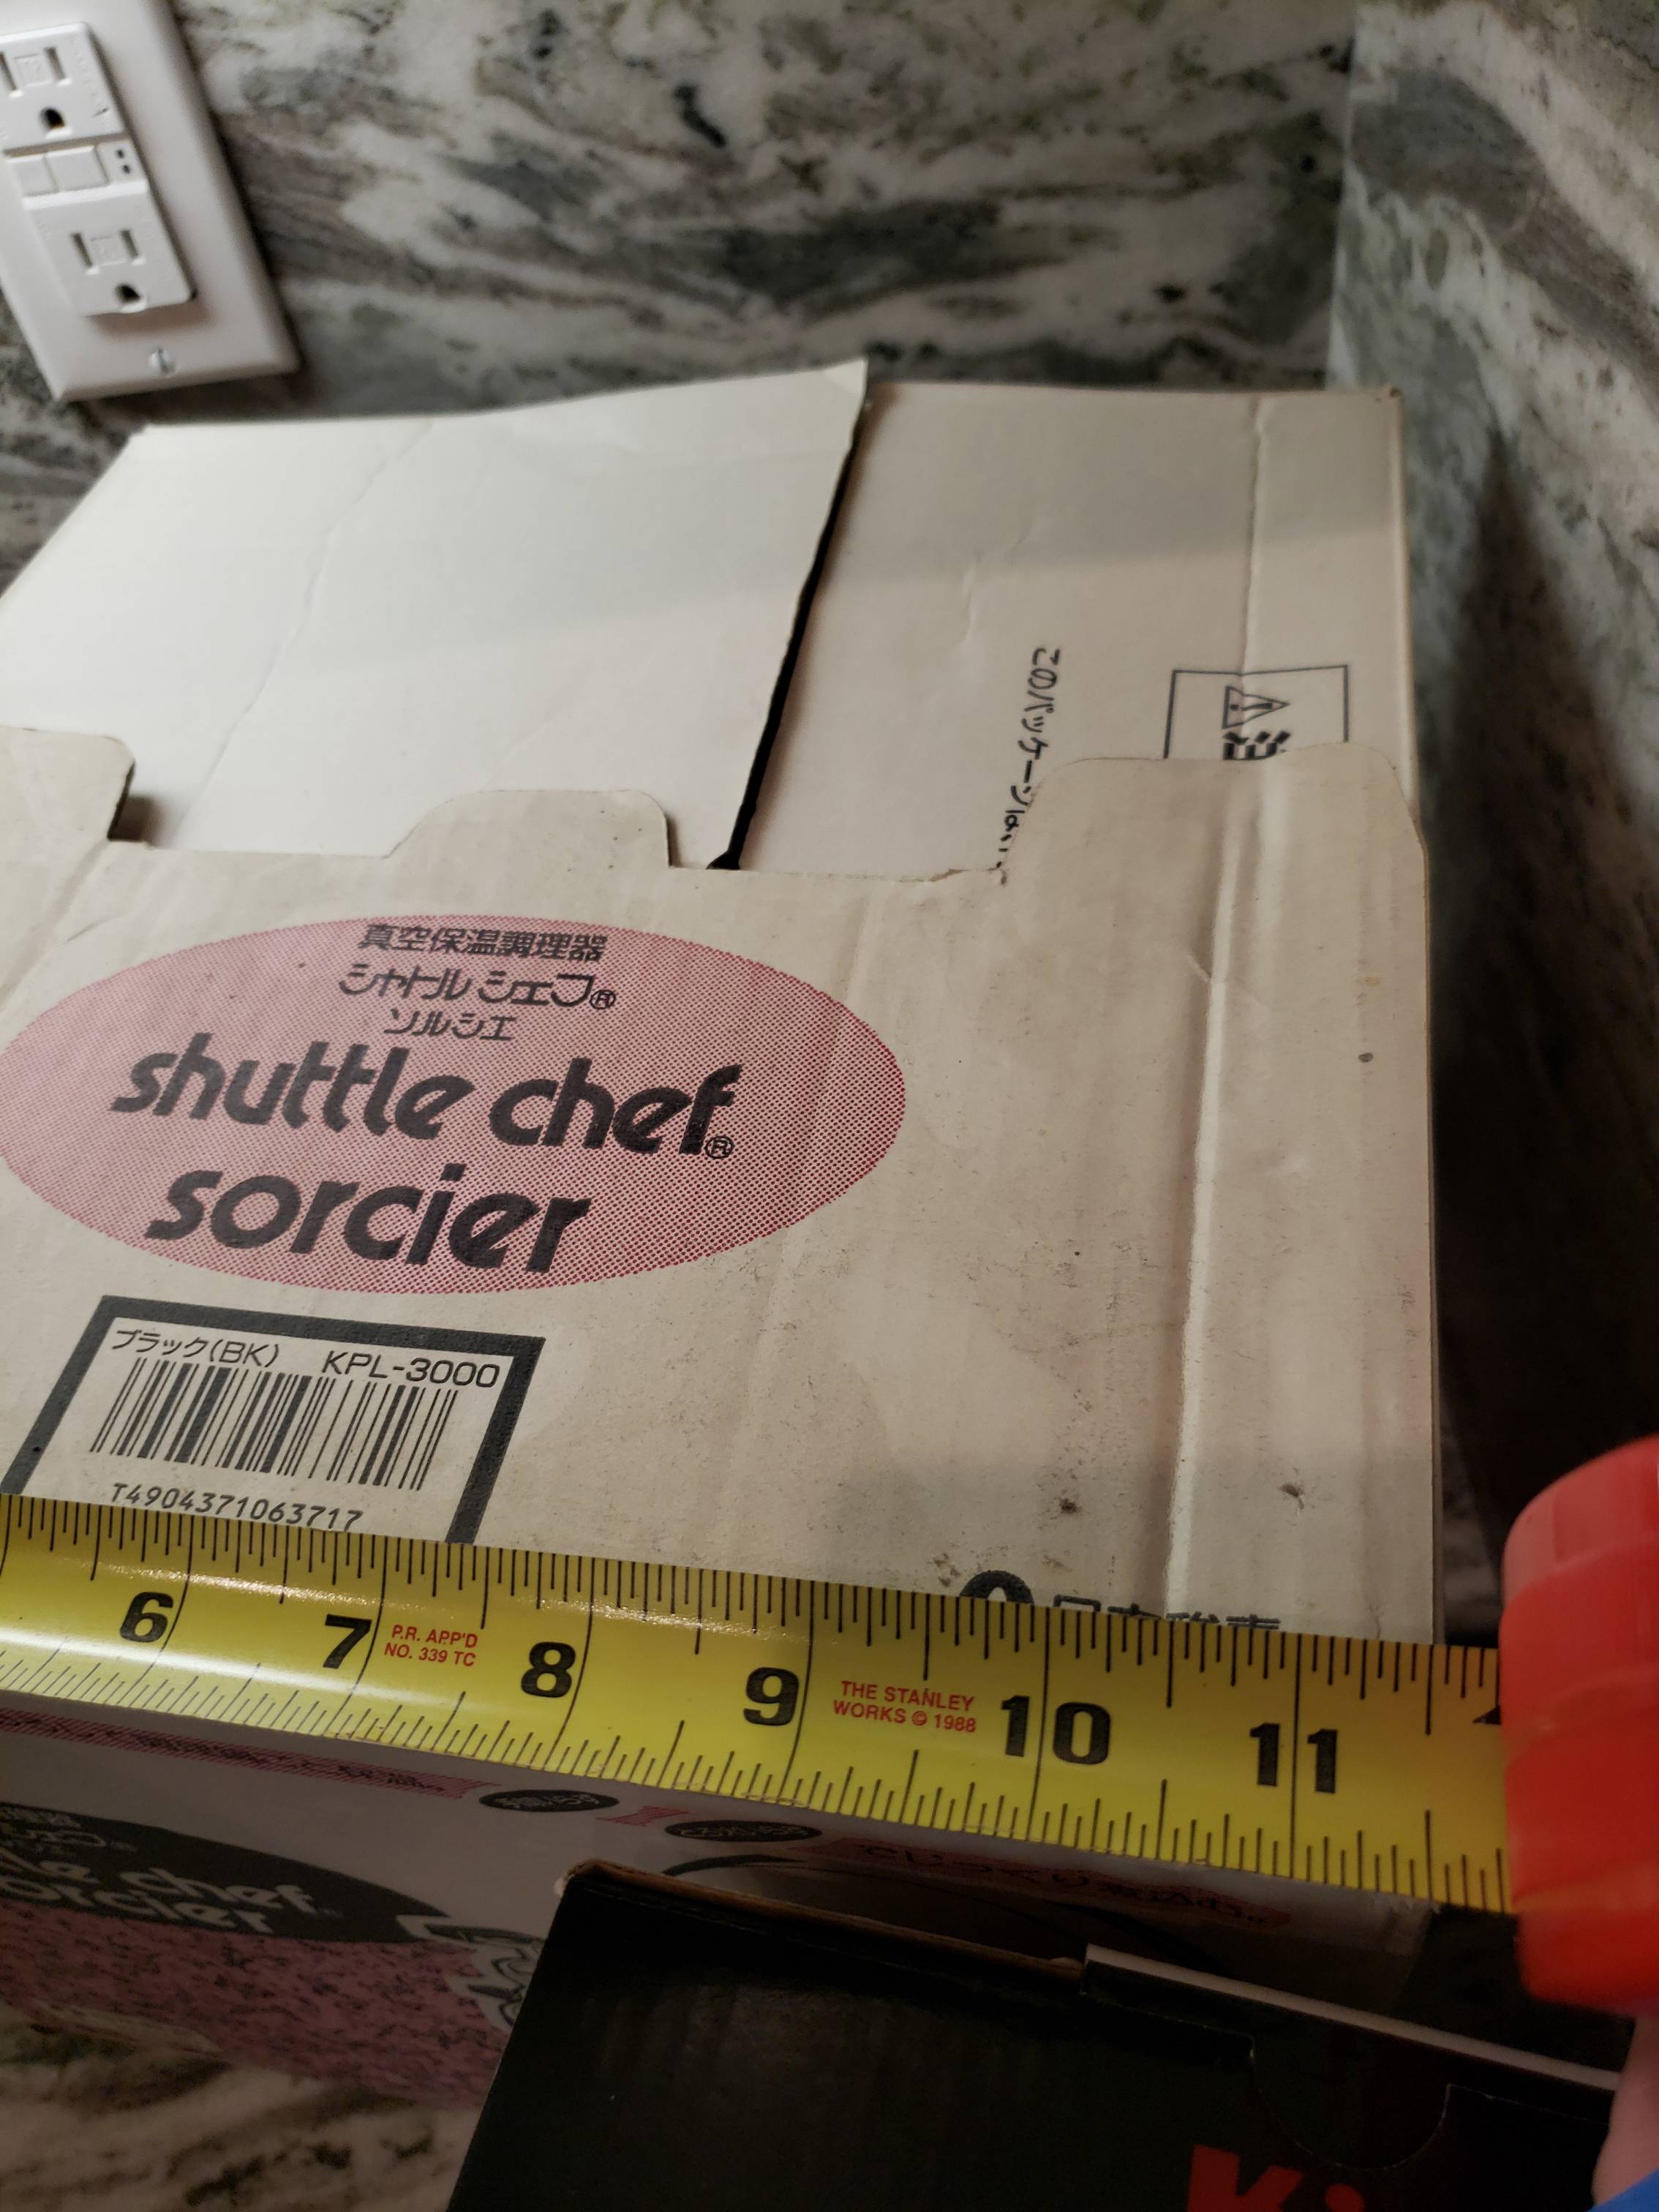 このパッケージは
真空保温調理器
シャトルシェフ®
ソルシエ
shuttle chef®
sorcier
ブラック(BK) KPL-3000
T4904371063717
6 7 8 9 10 11
P.R. APP'D
NO. 339 TC
THE STANLEY
WORKS © 1988
chef
Ki